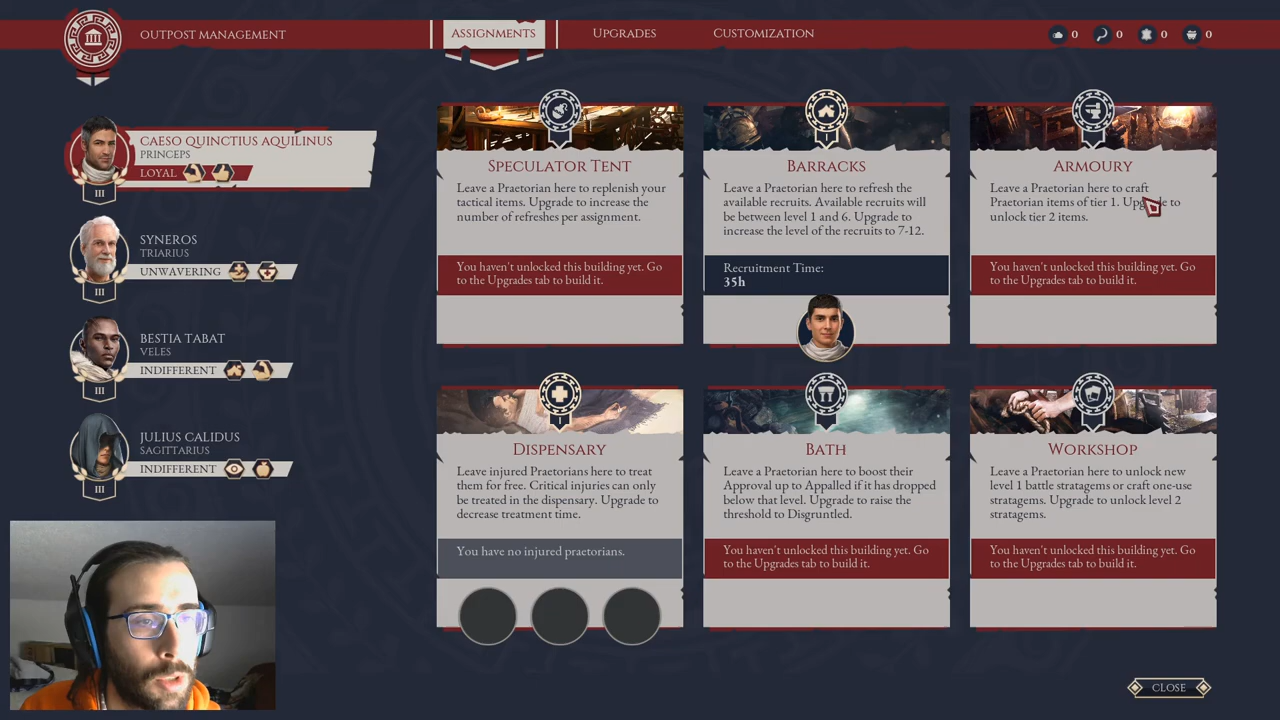 OUTPOST MANAGEMENT
ASSIGNMENTS
UPGRADES
CUSTOMIZATION
0
0
0
0
CAESO QUINCTIUS AQUILINUS
PRINCEPS
LOYAL
III
SYNEROS
TRIARIUS
UNWAVERING
III
BESTIA TABAT
VELES
INDIFFERENT
III
JULIUS CALIDUS
SAGITTARIUS
INDIFFERENT
III
SPECULATOR TENT
Leave a Praetorian here to replenish your
tactical items. Upgrade to increase the
number of refreshes per assignment.
You haven't unlocked this building yet. Go
to the Upgrades tab to build it.
BARRACKS
Leave a Praetorian here to refresh the
available recruits. Available recruits will
be between level 1 and 6. Upgrade to
increase the level of the recruits to 7-12.
Recruitment Time:
35h
ARMOURY
Leave a Praetorian here to craft
Praetorian items of tier 1. Upgrade to
unlock tier 2 items.
You haven't unlocked this building yet. Go
to the Upgrades tab to build it.
I
DISPENSARY
Leave injured Praetorians here to treat
them for free. Critical injuries can only
be treated in the dispensary. Upgrade to
decrease treatment time.
You have no injured praetorians.
BATH
Leave a Praetorian here to boost their
Approval up to Appalled if it has dropped
below that level. Upgrade to raise the
threshold to Disgruntled.
You haven't unlocked this building yet. Go
to the Upgrades tab to build it.
WORKSHOP
Leave a Praetorian here to unlock new
level 1 battle stratagems or craft one-use
stratagems. Upgrade to unlock level 2
stratagems.
You haven't unlocked this building yet. Go
to the Upgrades tab to build it.
CLOSE